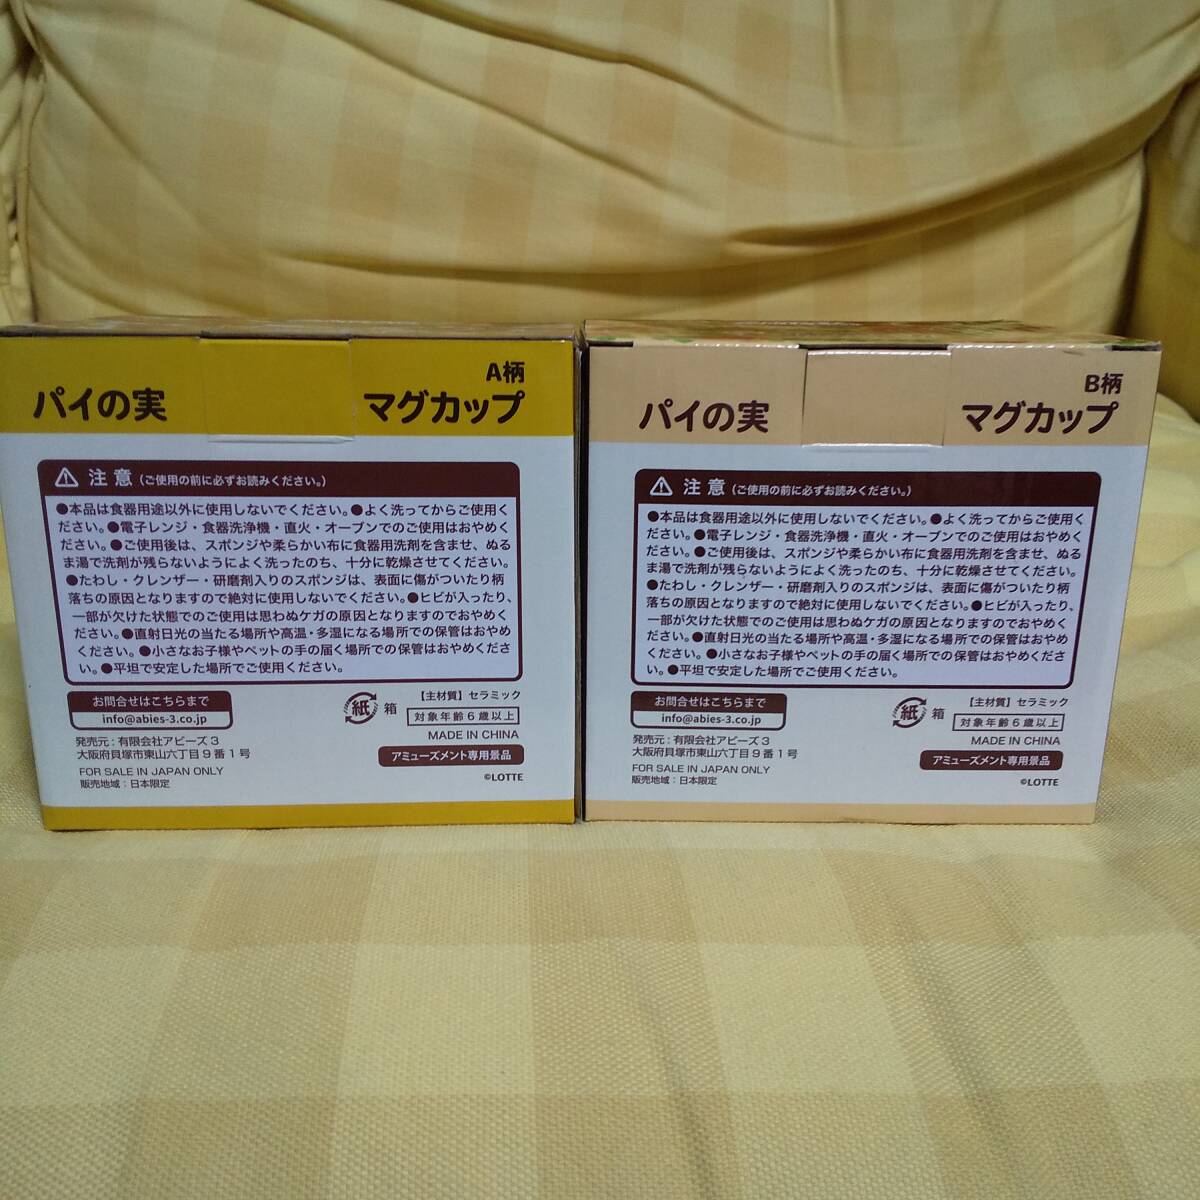 パイの実
A柄
マグカップ
⚠ 注意(ご使用の前に必ずお読みください。)
●本品は食器用途以外に使用しないでください。●よく洗ってからご使用く
ださい。●電子レンジ・食器洗浄機・直火・オーブンでのご使用はおやめく
ださい。●ご使用後は、スポンジや柔らかい布に食器用洗剤を含ませ、ぬる
ま湯で洗剤が残らないようによく洗ったのち、十分に乾燥させてください。
●たわし・クレンザー・研磨剤入りのスポンジは、表面に傷がついたり柄
落ちの原因となりますので絶対に使用しないでください。●ヒビが入ったり、
一部が欠けた状態でのご使用は思わぬケガの原因となりますのでおやめ
ください。●直射日光の当たる場所や高温・多湿になる場所での保管はおやめ
ください。●小さなお子様やペットの手の届く場所での保管はおやめくださ
い。●平坦で安定した場所でご使用ください。
お問合せはこちらまで
info@abies-3.co.jp
発売元:有限会社アビーズ3
大阪府貝塚市東山六丁目9番1号
FOR SALE IN JAPAN ONLY
販売地域:日本限定
紙 箱
【主材質】セラミック
対象年齢6歳以上
MADE IN CHINA
アミューズメント専用景品
©LOTTE
パイの実
B柄
マグカップ
⚠ 注意(ご使用の前に必ずお読みください。)
●本品は食器用途以外に使用しないでください。●よく洗ってからご使用く
ださい。●電子レンジ・食器洗浄機・直火・オーブンでのご使用はおやめく
ださい。●ご使用後は、スポンジや柔らかい布に食器用洗剤を含ませ、ぬる
ま湯で洗剤が残らないようによく洗ったのち、十分に乾燥させてください。
●たわし・クレンザー・研磨剤入りのスポンジは、表面に傷がついたり柄
落ちの原因となりますので絶対に使用しないでください。●ヒビが入ったり、
一部が欠けた状態でのご使用は思わぬケガの原因となりますのでおやめ
ください。●直射日光の当たる場所や高温・多湿になる場所での保管はおやめ
ください。●小さなお子様やペットの手の届く場所での保管はおやめくださ
い。●平坦で安定した場所でご使用ください。
お問合せはこちらまで
info@abies-3.co.jp
発売元:有限会社アビーズ3
大阪府貝塚市東山六丁目9番1号
FOR SALE IN JAPAN ONLY
販売地域:日本限定
紙 箱
【主材質】セラミック
対象年齢6歳以上
MADE IN CHINA
アミューズメント専用景品
©LOTTE